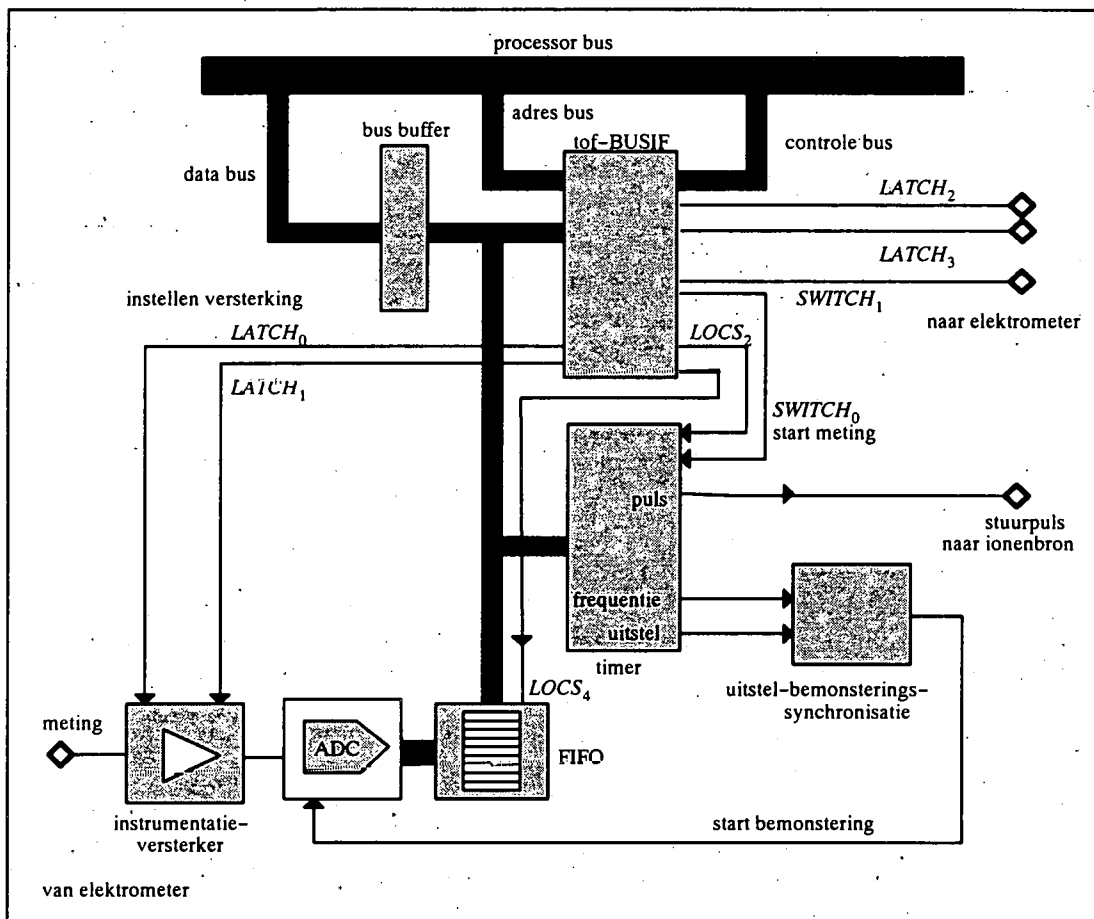 processor bus
adres bus
bus buffer
tof-BUSIF
controle bus
data bus
LATCH2
LATCH3
instellen versterking
SWITCH1
naar elektrometer
LATCH0
LOCS2
LATCH1
SWITCH0
start meting
puls
stuurpuls
naar ionenbron
frequentie
uitstel
timer
LOCS4
uitstel-bemonsterings-
synchronisatie
meting
ADC
FIFO
instrumentatie-
versterker
start bemonstering
van elektrometer